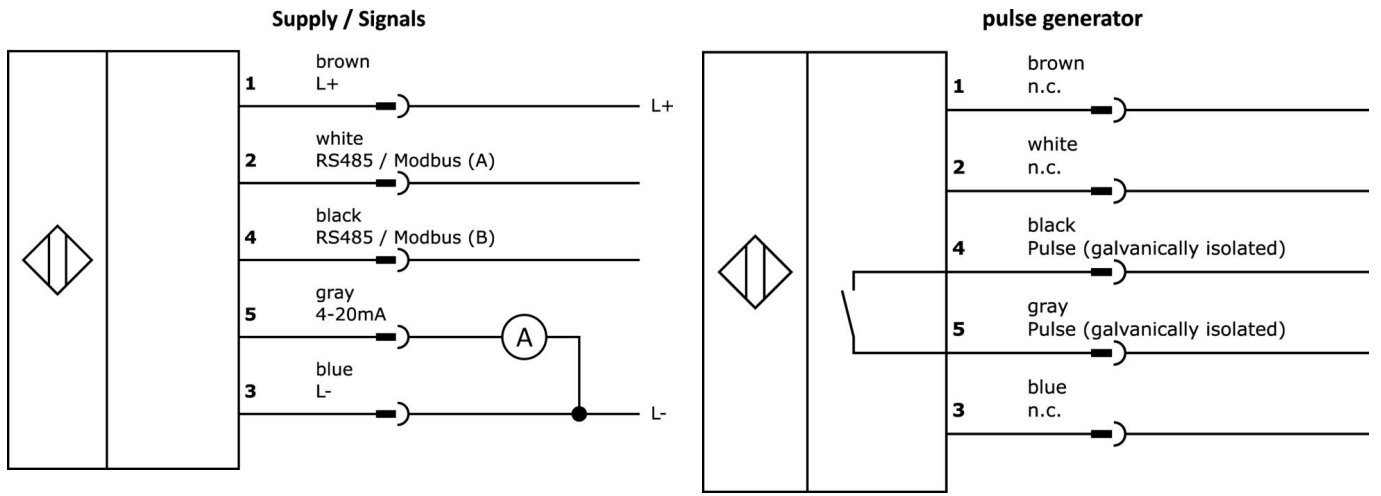 Supply / Signals
brown
1 L+
L+
white
2 RS485 / Modbus (A)
black
4 RS485 / Modbus (B)
gray
5 4-20mA
A
blue
3 L-
L-
pulse generator
brown
1 n.c.
white
2 n.c.
black
4 Pulse (galvanically isolated)
gray
5 Pulse (galvanically isolated)
blue
3 n.c.